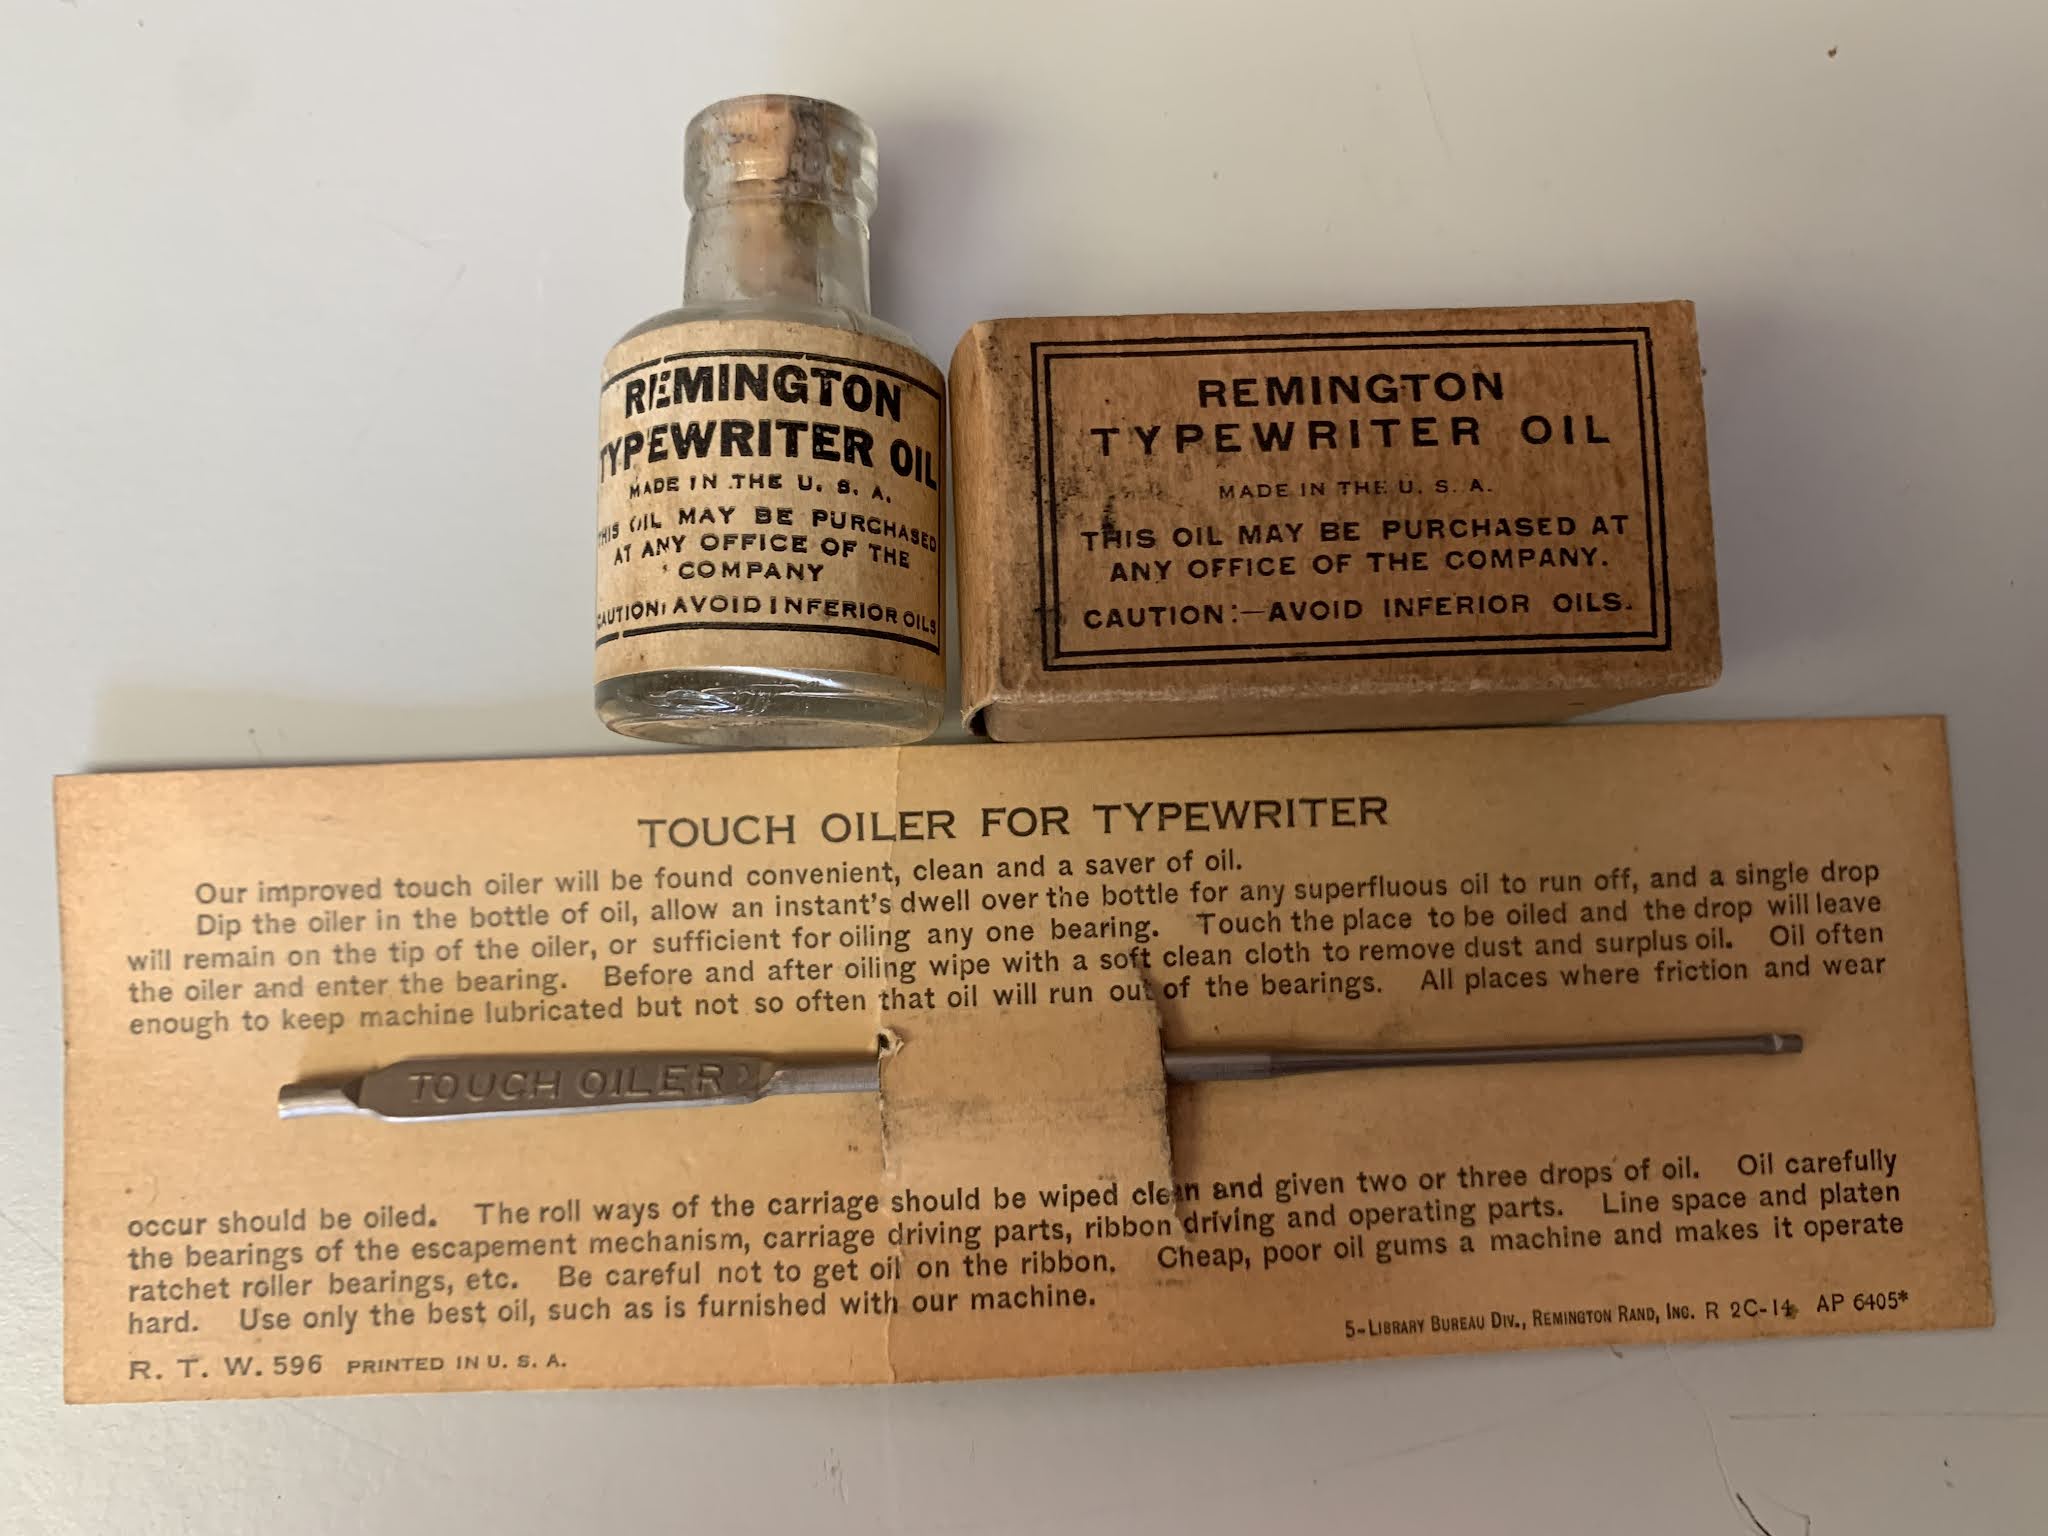 REMINGTON
TYPEWRITER OIL
MADE IN THE U. S. A.
THIS OIL MAY BE PURCHASED
AT ANY OFFICE OF THE
COMPANY
CAUTION: AVOID INFERIOR OILS
REMINGTON
TYPEWRITER OIL
MADE IN THE U. S. A.
THIS OIL MAY BE PURCHASED AT
ANY OFFICE OF THE COMPANY.
CAUTION:—AVOID INFERIOR OILS.
TOUCH OILER FOR TYPEWRITER
Our improved touch oiler will be found convenient, clean and a saver of oil.
Dip the oiler in the bottle of oil, allow an instant's dwell over the bottle for any superfluous oil to run off, and a single drop
will remain on the tip of the oiler, or sufficient for oiling any one bearing. Touch the place to be oiled and the drop will leave
the oiler and enter the bearing. Before and after oiling wipe with a soft clean cloth to remove dust and surplus oil. Oil often
enough to keep machine lubricated but not so often that oil will run out of the bearings. All places where friction and wear
TOUCH OILER
occur should be oiled. The roll ways of the carriage should be wiped clean and given two or three drops of oil. Oil carefully
the bearings of the escapement mechanism, carriage driving parts, ribbon driving and operating parts. Line space and platen
ratchet roller bearings, etc. Be careful not to get oil on the ribbon. Cheap, poor oil gums a machine and makes it operate
hard. Use only the best oil, such as is furnished with our machine.
5-LIBRARY BUREAU DIV., REMINGTON RAND, INC. R 2C-14 AP 6405*
R. T. W. 596 PRINTED IN U. S. A.